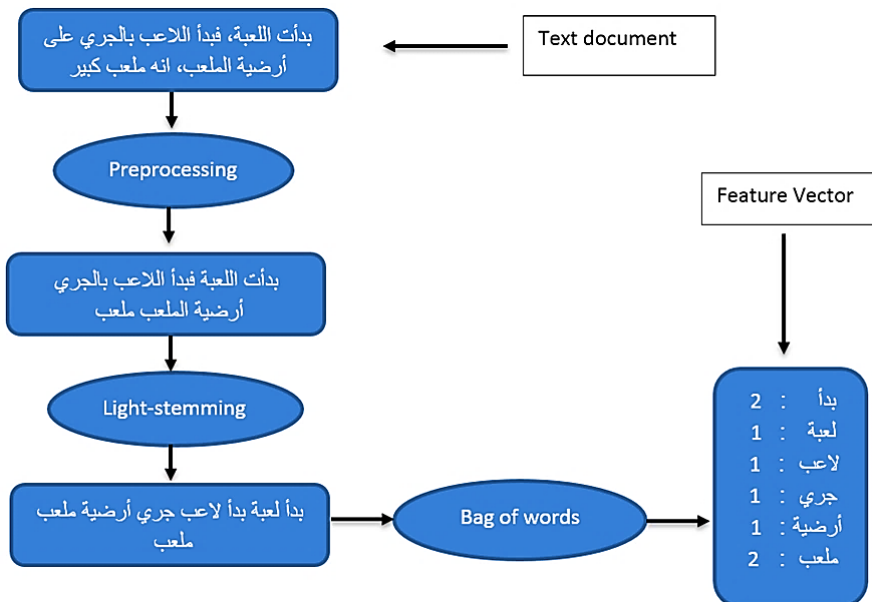 بدأت اللعبة، فبدأ اللاعب بالجري على
أرضية الملعب، انه ملعب كبير
Text document
Preprocessing
Feature Vector
بدأت اللعبة فبدأ اللاعب بالجري
أرضية الملعب ملعب
Light-stemming
بدأ لعبة بدأ لاعب جري أرضية ملعب
ملعب
Bag of words
بدأ : 2
لعبة : 1
لاعب : 1
جري : 1
أرضية : 1
ملعب : 2